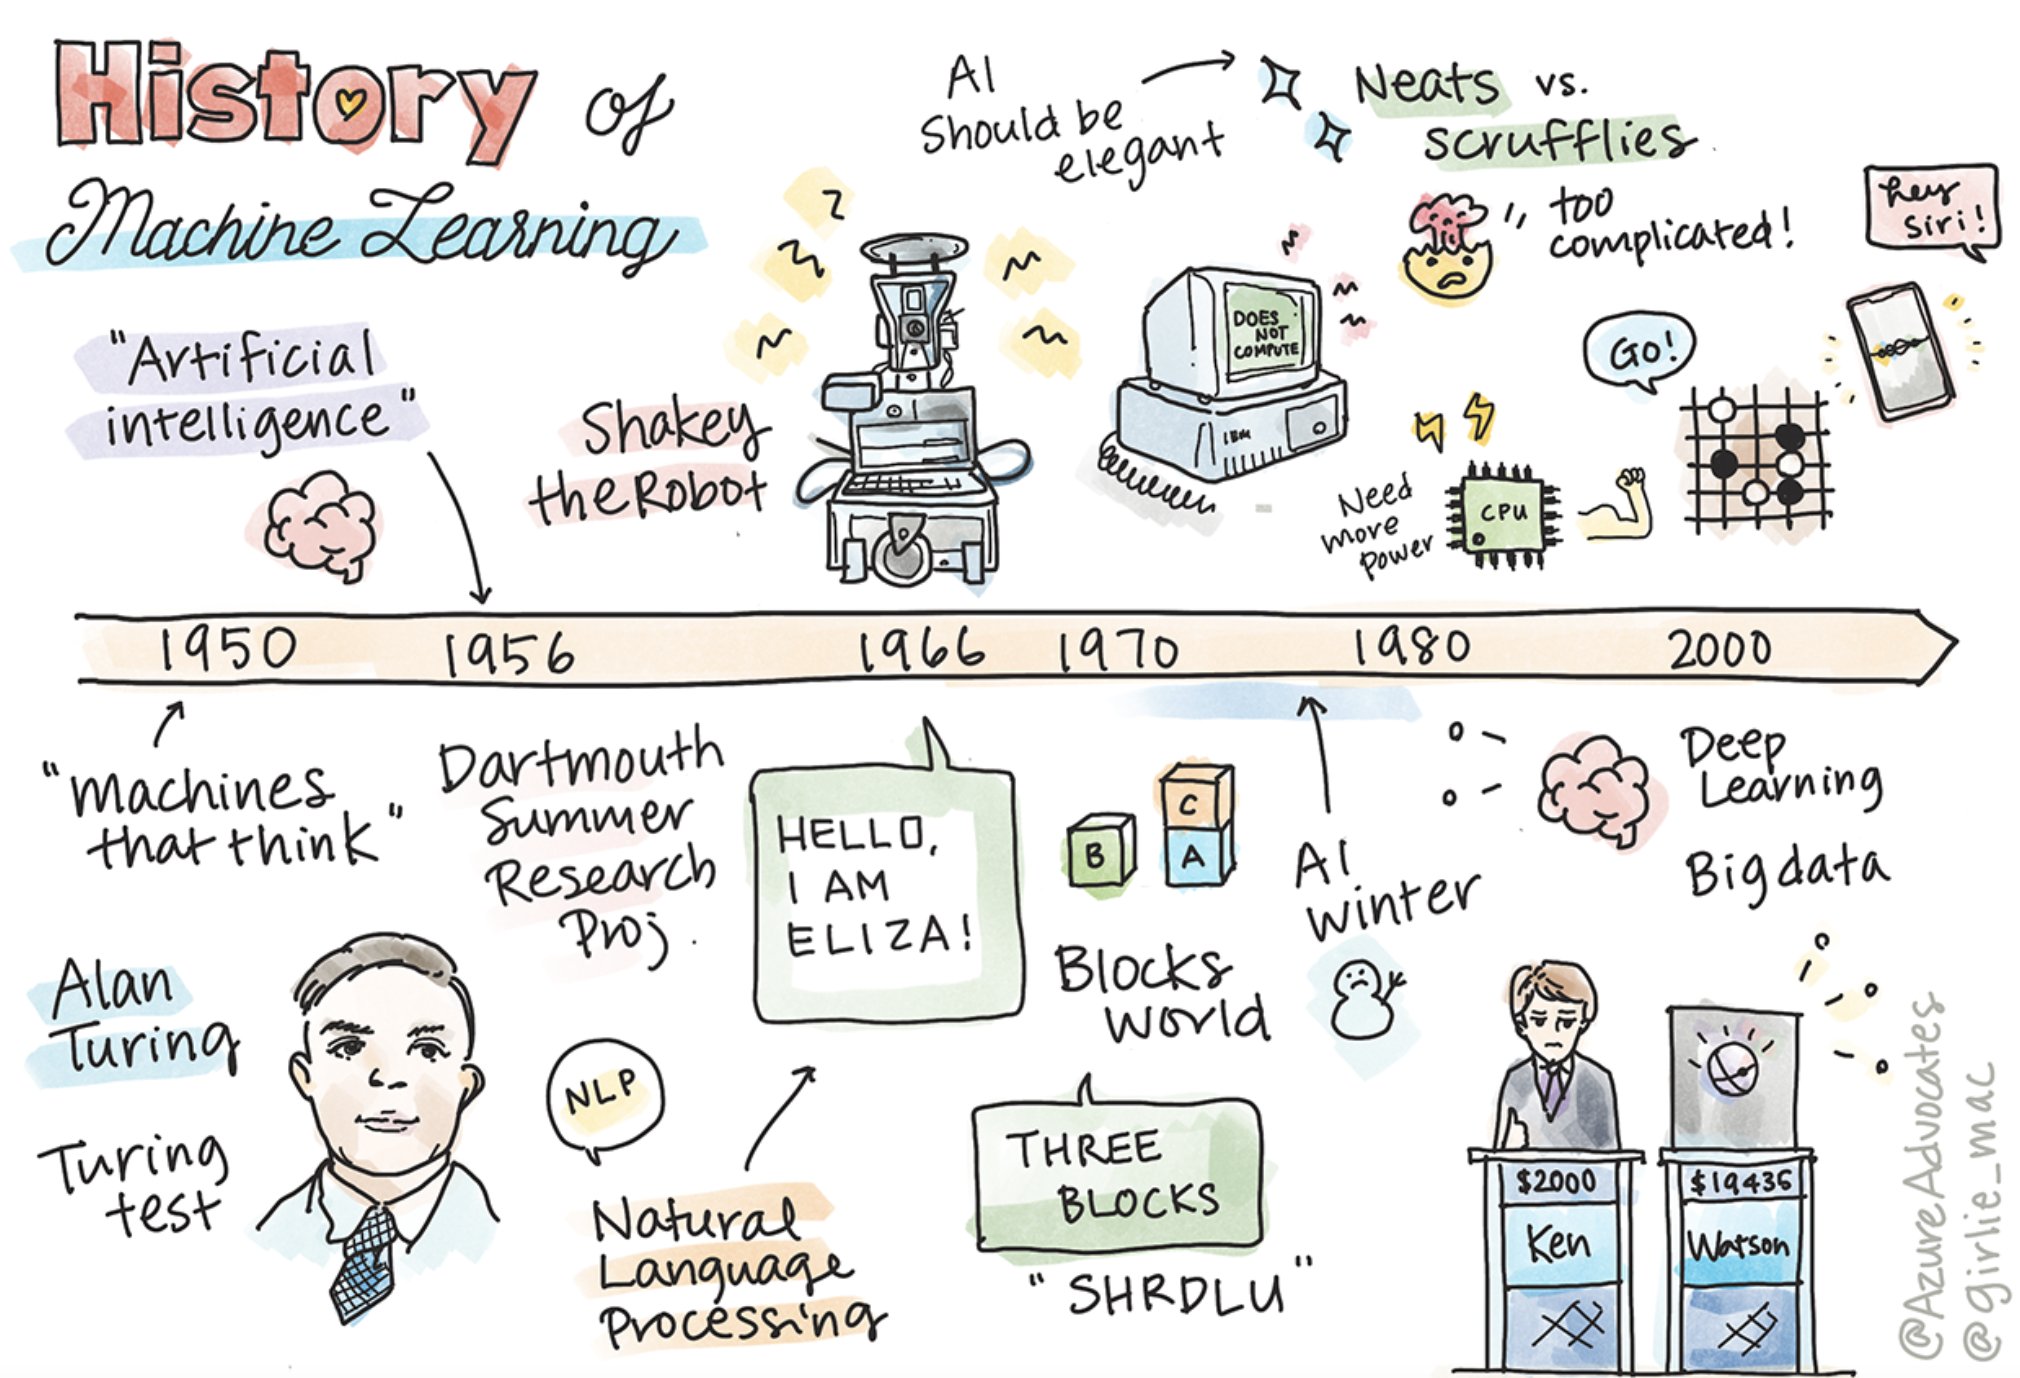 History of
Machine Learning
AI
should be
elegant
Neats vs.
scrufflies
too
complicated!
hey
siri!
"Artificial
intelligence"
Shakey
the Robot
DOES
NOT
COMPUTE
IBM
GO!
Need
more
power
CPU
1950 1956 1966 1970 1980 2000
"machines
that think"
Alan
Turing
Turing
test
Dartmouth
Summer
Research
Proj.
HELLO,
I AM
ELIZA!
NLP
Natural
Language
Processing
B
C
A
Blocks
world
THREE
BLOCKS
"SHRDLU"
AI
winter
Deep
Learning
Big data
$2000
Ken
$19435
Watson
@AzureAdvocates
@girlie_mac